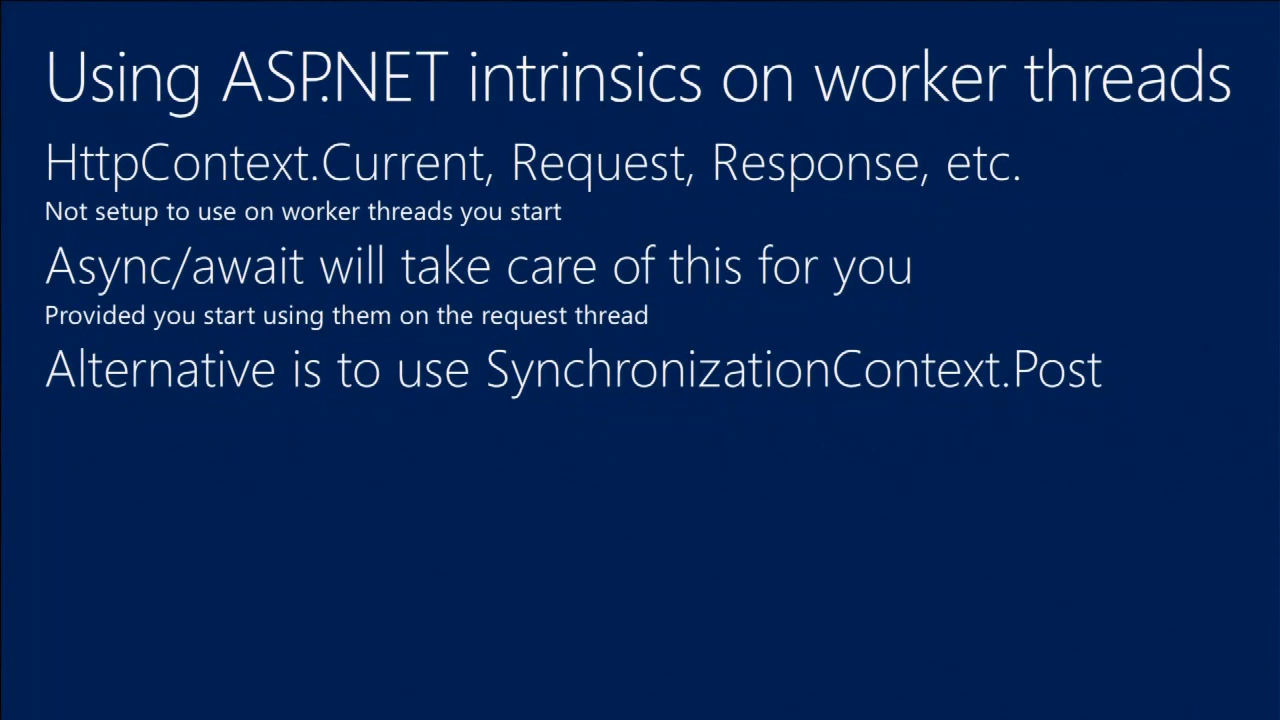 Using ASP.NET intrinsics on worker threads
HttpContext.Current, Request, Response, etc.
Not setup to use on worker threads you start
Async/await will take care of this for you
Provided you start using them on the request thread
Alternative is to use SynchronizationContext.Post